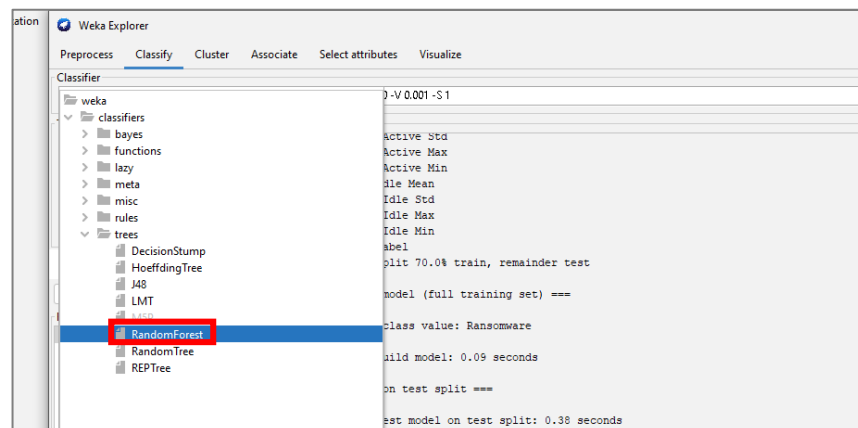 ation
Weka Explorer
Preprocess Classify Cluster Associate Select attributes Visualize
Classifier
weka
classifiers
bayes
functions
lazy
meta
misc
rules
trees
DecisionStump
HoeffdingTree
J48
LMT
M5P
RandomForest
RandomTree
REPTree
0 -V 0.001 -S 1
Active Std
Active Max
Active Min
dle Mean
Idle Std
Idle Max
Idle Min
abel
plit 70.0% train, remainder test
model (full training set) ===
class value: Ransomware
uild model: 0.09 seconds
on test split ===
est model on test split: 0.38 seconds